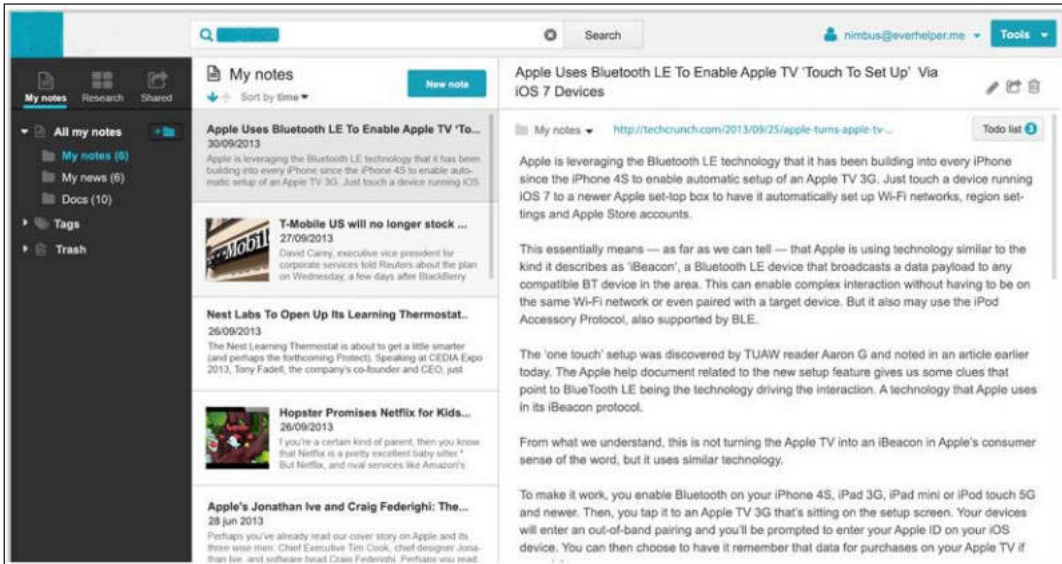 Search
nimbus@everhelper.me
Tools
My notes
Research
Shared
All my notes
My notes (6)
My news (6)
Docs (10)
Tags
Trash
My notes
New note
Sort by time
Apple Uses Bluetooth LE To Enable Apple TV 'To...
30/09/2013
Apple is leveraging the Bluetooth LE technology that it has been
building into every iPhone since the iPhone 4S to enable auto-
matic setup of an Apple TV 3G. Just touch a device running iOS
T-Mobile US will no longer stock ...
27/09/2013
David Carey, executive vice president for
corporate services told Reuters about the plan
on Wednesday, a few days after BlackBerry
Nest Labs To Open Up Its Learning Thermostat..
26/09/2013
The Nest Learning Thermostat is about to get a little smarter
(and perhaps the forthcoming Protect). Speaking at CEDIA Expo
2013, Tony Fadell, the company's co-founder and CEO, just
Hopster Promises Netflix for Kids...
26/09/2013
f you're a certain kind of parent, then you know
that Netflix is a pretty excellent baby sitter.*
But Netflix, and rival services like Amazon's
Apple's Jonathan Ive and Craig Federighi: The...
28 jun 2013
Perhaps you've already read our cover story on Apple and its
three wise men: Chief Executive Tim Cook, chief designer Jona-
than Ive, and software head Craig Federighi. Perhaps you read
Apple Uses Bluetooth LE To Enable Apple TV 'Touch To Set Up' Via
iOS 7 Devices
My notes
http://techcrunch.com/2013/09/25/apple-turns-apple-tv-...
Todo list 3
Apple is leveraging the Bluetooth LE technology that it has been building into every iPhone
since the iPhone 4S to enable automatic setup of an Apple TV 3G. Just touch a device running
iOS 7 to a newer Apple set-top box to have it automatically set up Wi-Fi networks, region set-
tings and Apple Store accounts.
This essentially means — as far as we can tell — that Apple is using technology similar to the
kind it describes as 'iBeacon', a Bluetooth LE device that broadcasts a data payload to any
compatible BT device in the area. This can enable complex interaction without having to be on
the same Wi-Fi network or even paired with a target device. But it also may use the iPod
Accessory Protocol, also supported by BLE.
The 'one touch' setup was discovered by TUAW reader Aaron G and noted in an article earlier
today. The Apple help document related to the new setup feature gives us some clues that
point to BlueTooth LE being the technology driving the interaction. A technology that Apple uses
in its iBeacon protocol.
From what we understand, this is not turning the Apple TV into an iBeacon in Apple's consumer
sense of the word, but it uses similar technology.
To make it work, you enable Bluetooth on your iPhone 4S, iPad 3G, iPad mini or iPod touch 5G
and newer. Then, you tap it to an Apple TV 3G that's sitting on the setup screen. Your devices
will enter an out-of-band pairing and you'll be prompted to enter your Apple ID on your iOS
device. You can then choose to have it remember that data for purchases on your Apple TV if